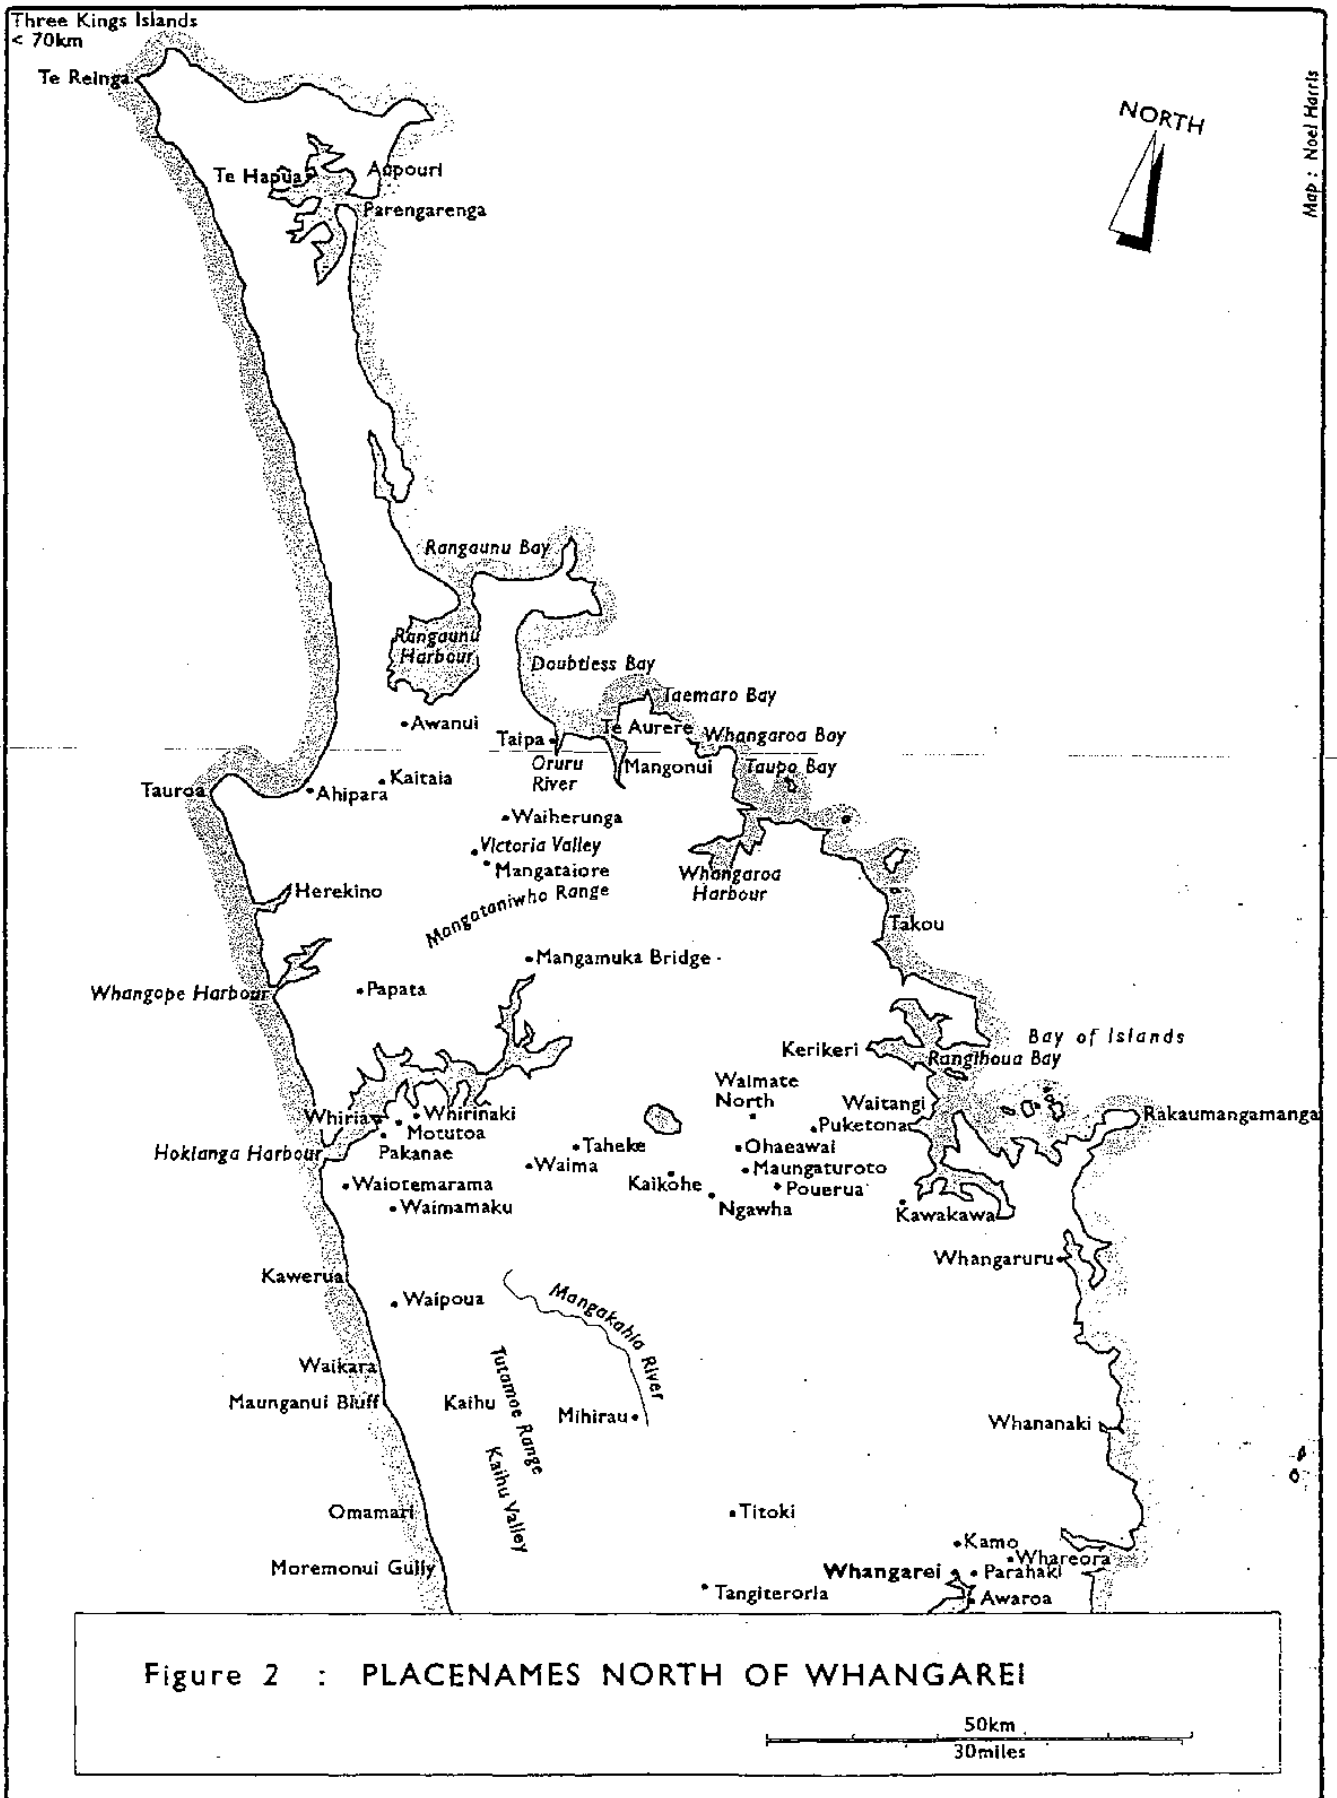 Three Kings Islands
< 70km
Te Reinga
NORTH
Map : Noel Harris
Te Hapua
Aupouri
Parengarenga
Rangaunu Bay
Rangaunu
Harbour
Doubtless Bay
Taemaro Bay
Awanui
Te Aurere
Whangaroa Bay
Taipa
Oruru
River
Mangonui
Taupo Bay
Kaitaia
Tauroa
Ahipara
Waiherunga
Victoria Valley
Mangataiore
Whangaroa
Harbour
Herekino
Mangataniwha Range
Takou
Mangamuka Bridge
Whangope Harbour
Papata
Bay of Islands
Kerikeri
Rangihoua Bay
Waimate
North
Waitangi
Whiria
Whirinaki
Rakaumangamanga
Motutoa
Puketona
Hokianga Harbour
Pakanae
Taheke
Ohaeawai
Waima
Maungaturoto
Waiotemarama
Kaikohe
Pouerua
Waimamaku
Ngawha
Kawakawa
Whangaruru
Kawerua
Waipoua
Mangakahia River
Waikara
Maunganui Bluff
Kaihu
Tutamoe Range
Mihirau
Whananaki
Kaihu Valley
Omamari
Titoki
Kamo
Whareora
Moremonui Gully
Whangarei
Parahaki
Tangiteroria
Awaroa
Figure 2 : PLACENAMES NORTH OF WHANGAREI
50km
30miles